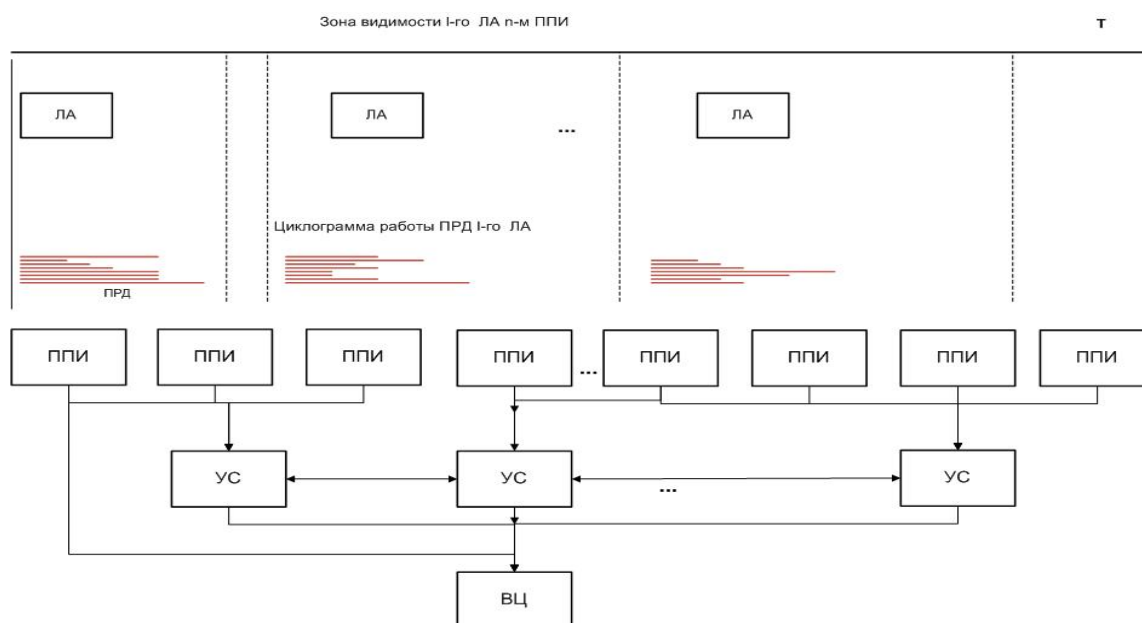 Зона видимости I-го ЛА n-м ППИ
Т
ЛА
ЛА
...
ЛА
Циклограмма работы ПРД I-го ЛА
ПРД
ППИ
ППИ
ППИ
ППИ
...
ППИ
ППИ
ППИ
ППИ
УС
УС
...
УС
ВЦ